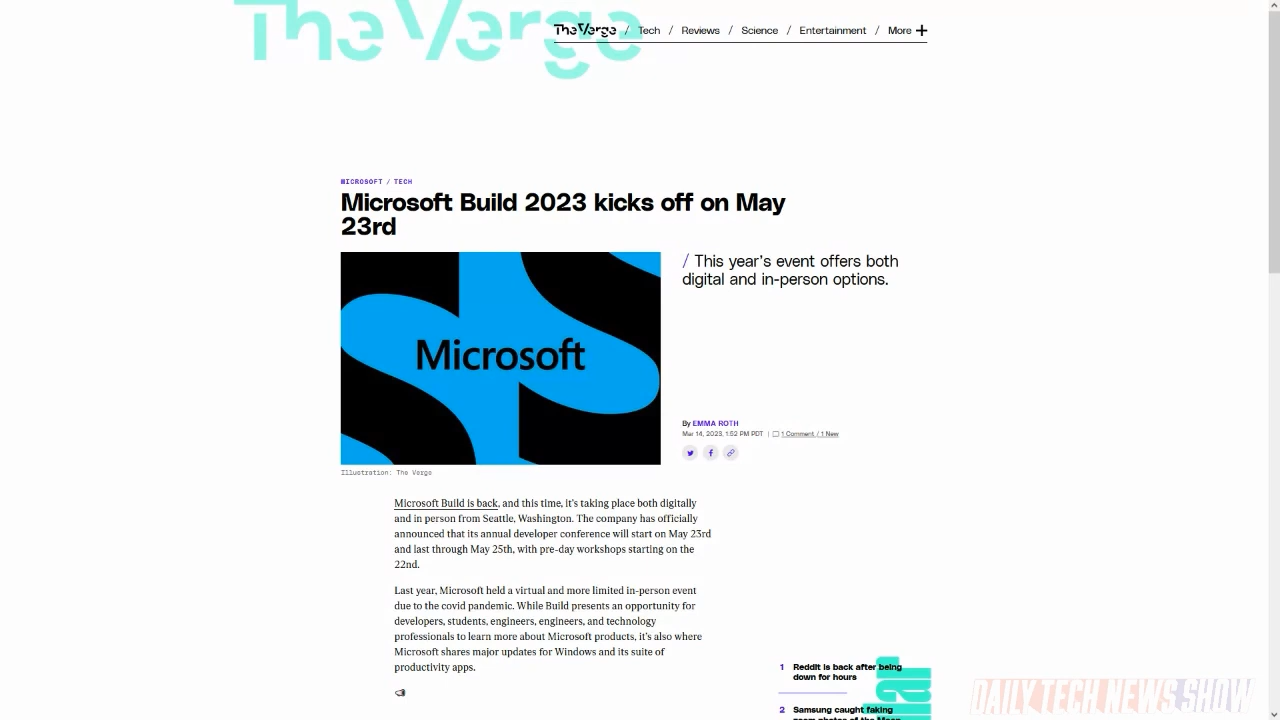 The Verge
The Verge / Tech / Reviews / Science / Entertainment / More +
MICROSOFT / TECH
Microsoft Build 2023 kicks off on May
23rd
Microsoft
/ This year’s event offers both
digital and in-person options.
By EMMA ROTH
Mar 14, 2023, 1:52 PM PDT | 1 Comment / 1 New
Illustration: The Verge
Microsoft Build is back, and this time, it’s taking place both digitally
and in person from Seattle, Washington. The company has officially
announced that its annual developer conference will start on May 23rd
and last through May 25th, with pre-day workshops starting on the
22nd.
Last year, Microsoft held a virtual and more limited in-person event
due to the covid pandemic. While Build presents an opportunity for
developers, students, engineers, engineers, and technology
professionals to learn more about Microsoft products, it’s also where
Microsoft shares major updates for Windows and its suite of
productivity apps.
1 Reddit is back after being
down for hours
2 Samsung caught faking
zoom photos of the Moon
DAILY TECH NEWS SHOW